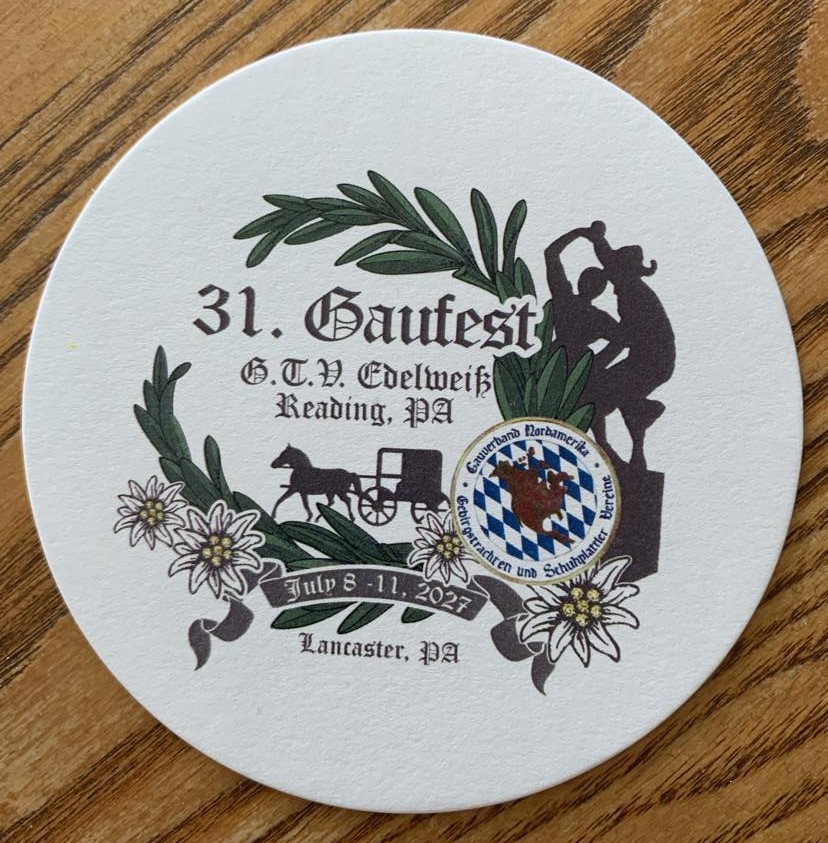 31. Gaufest
G.T.V. Edelweiß
Reading, PA
Gauverband Nordamerika
Gebirgstrachten und Schuhplattler Vereine
July 8 -11, 2027
Lancaster, PA